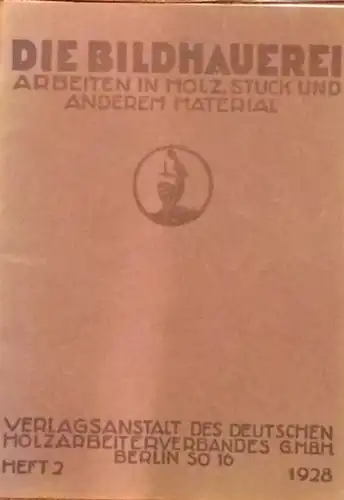 DIE BILDHAUEREI
ARBEITEN IN HOLZ, STUCK UND
ANDEREM MATERIAL
VERLAGSANSTALT DES DEUTSCHEN
HOLZARBEITERVERBANDES G.M.B.H.
BERLIN SO 16
HEFT 2 1928